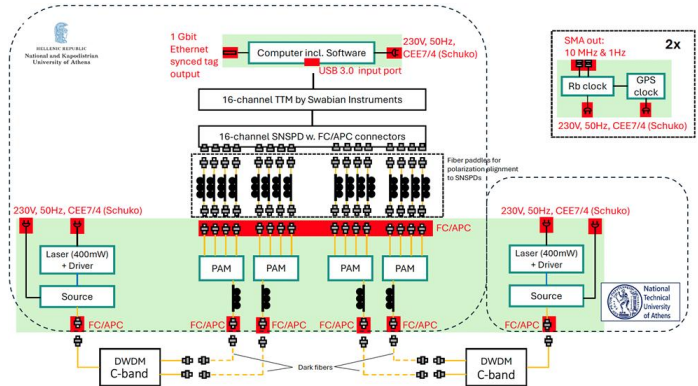 HELLENIC REPUBLIC
National and Kapodistrian
University of Athens
1 Gbit
Ethernet
synced tag
output
Computer incl. Software
230V, 50Hz,
CEE7/4 (Schuko)
USB 3.0 input port
SMA out:
10 MHz & 1Hz
2x
Rb clock
GPS
clock
230V, 50Hz, CEE7/4 (Schuko)
16-channel TTM by Swabian Instruments
16-channel SNSPD w. FC/APC connectors
Fiber paddles for
polarization alignment
to SNSPDs
FC/APC
230V, 50Hz, CEE7/4 (Schuko)
Laser (400mW)
+ Driver
Source
FC/APC
PAM
PAM
PAM
PAM
FC/APC
FC/APC
230V, 50Hz, CEE7/4 (Schuko)
Laser (400mW)
+ Driver
Source
FC/APC
National
Technical
University
of Athens
DWDM
C-band
Dark fibers
DWDM
C-band